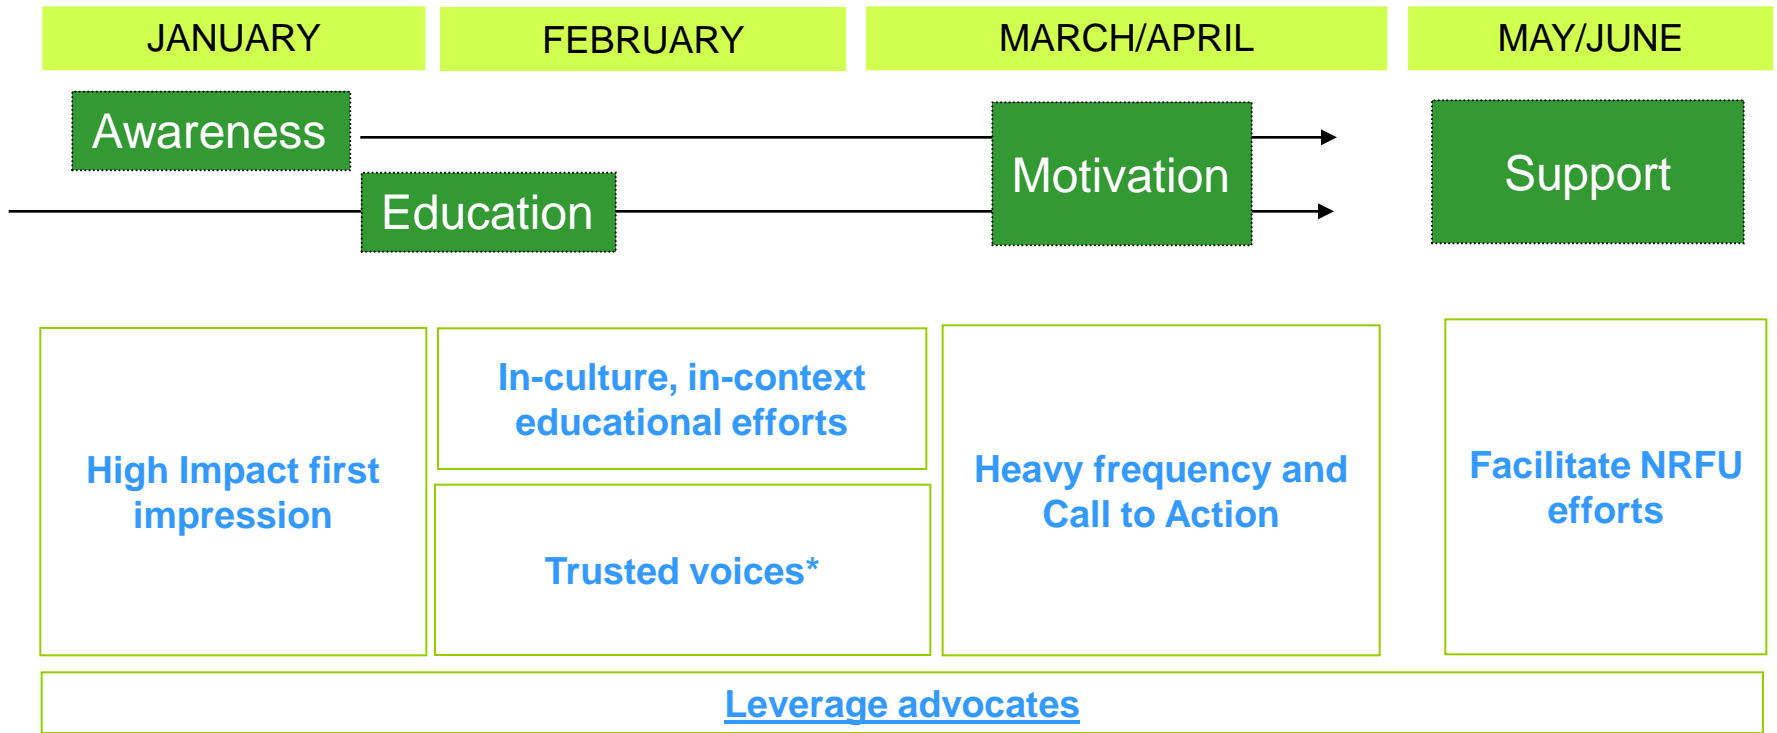 JANUARY
FEBRUARY
MARCH/APRIL
MAY/JUNE
Awareness
Education
Motivation
Support
High Impact first
impression
In-culture, in-context
educational efforts
Trusted voices*
Heavy frequency and
Call to Action
Facilitate NRFU
efforts
Leverage advocates